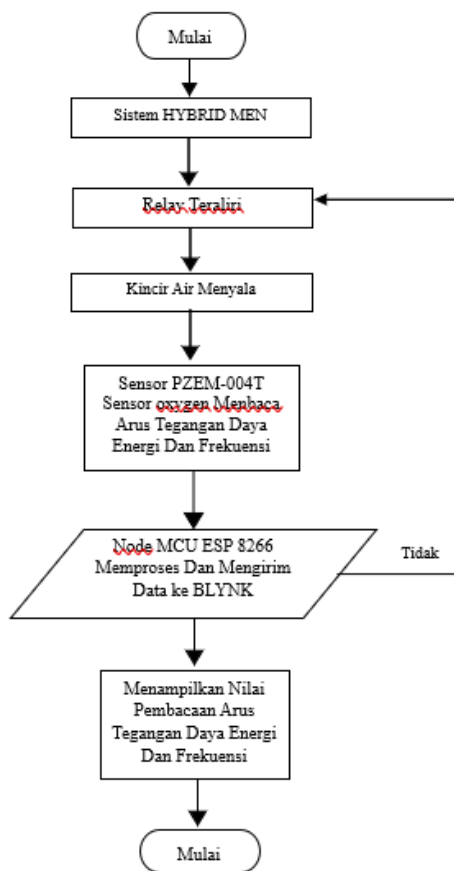 Mulai
Sistem HYBRID MEN
Relay Teraliri
Kincir Air Menyala
Sensor PZEM-004T
Sensor oxygen Menbaca
Arus Tegangan Daya
Energi Dan Frekuensi
Node MCU ESP 8266
Memproses Dan Mengirim
Data ke BLYNK
Tidak
Menampilkan Nilai
Pembacaan Arus
Tegangan Daya Energi
Dan Frekuensi
Mulai